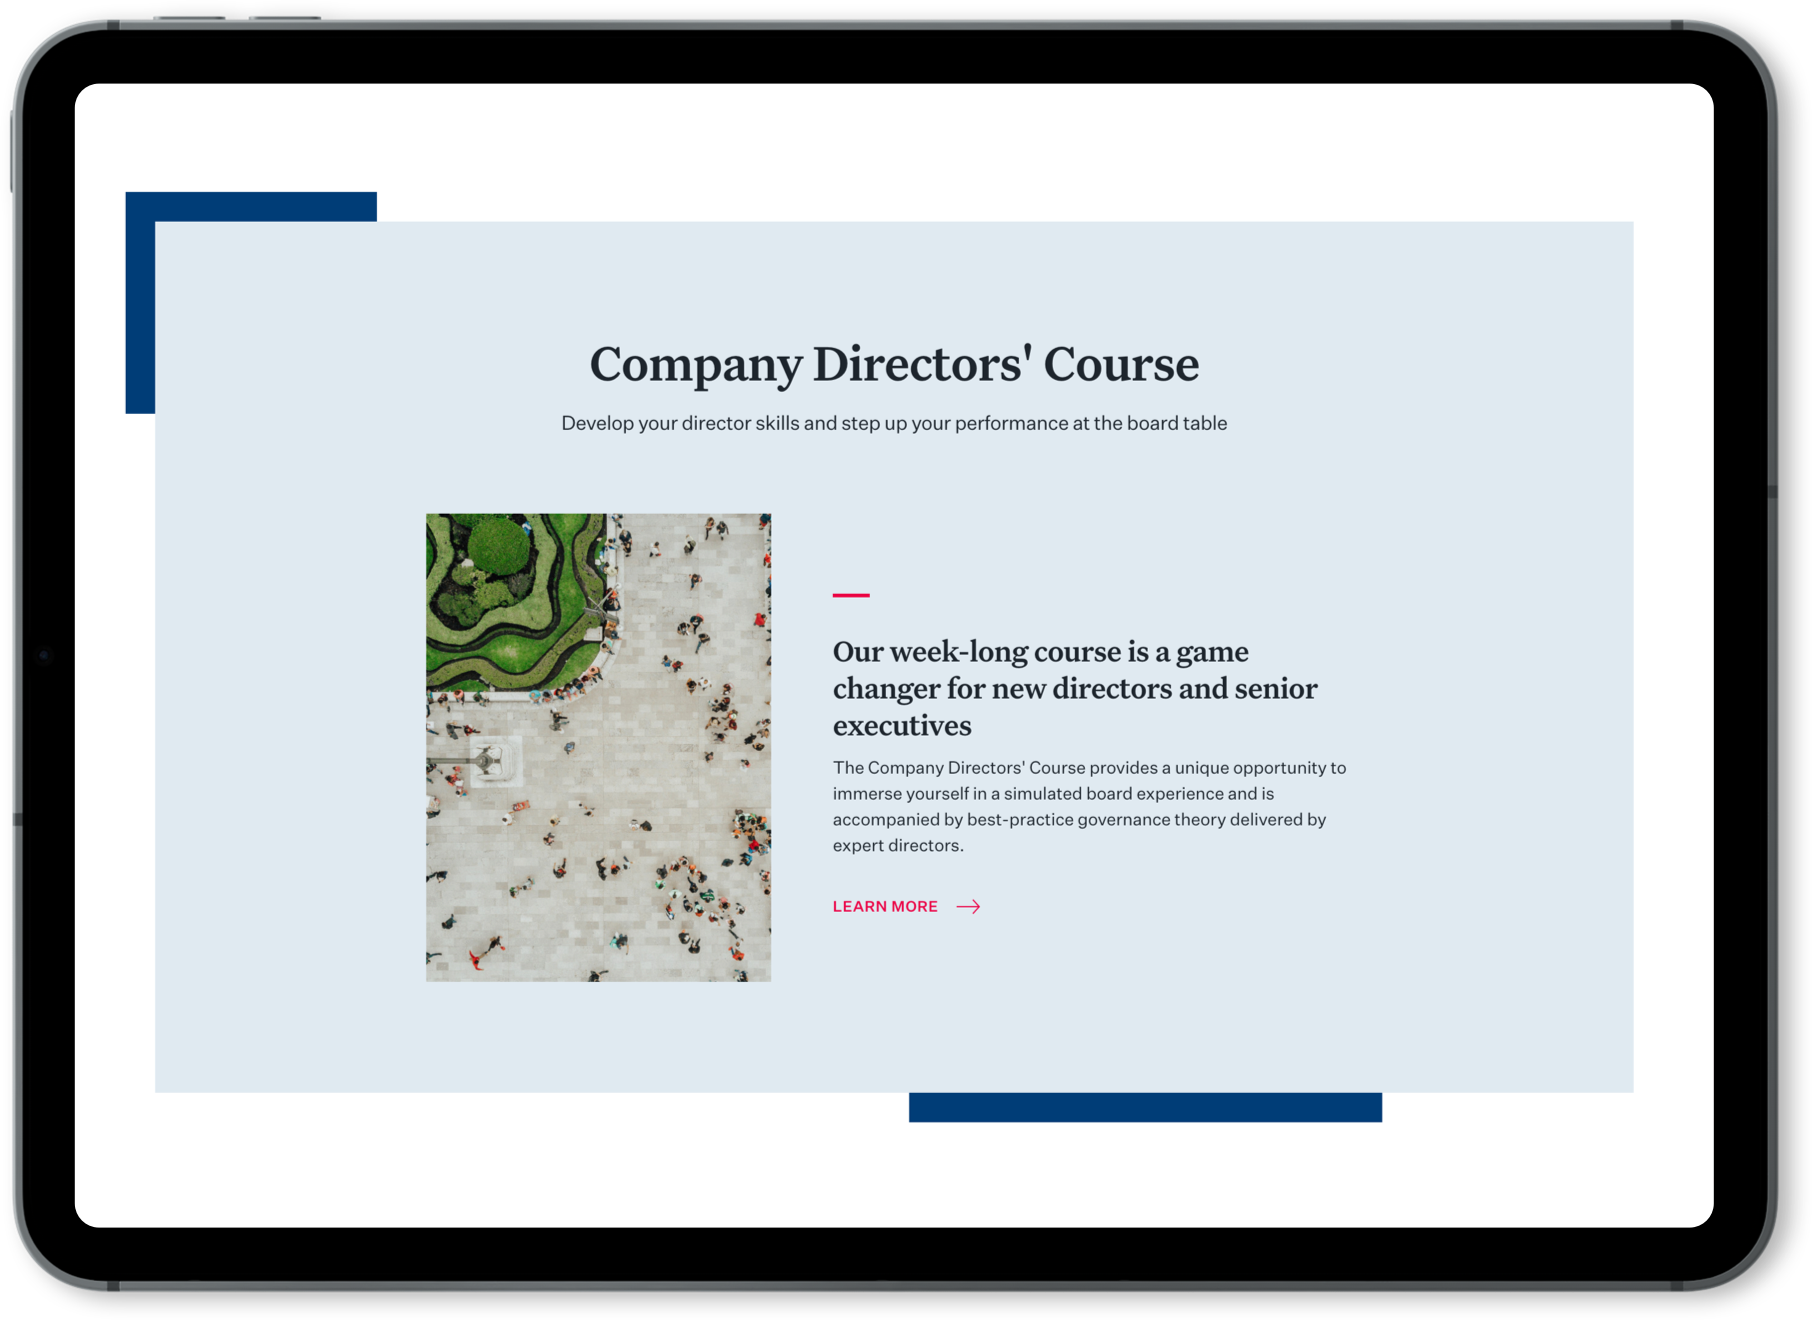 Company Directors' Course
Develop your director skills and step up your performance at the board table
Our week-long course is a game
changer for new directors and senior
executives
The Company Directors' Course provides a unique opportunity to
immerse yourself in a simulated board experience and is
accompanied by best-practice governance theory delivered by
expert directors.
LEARN MORE